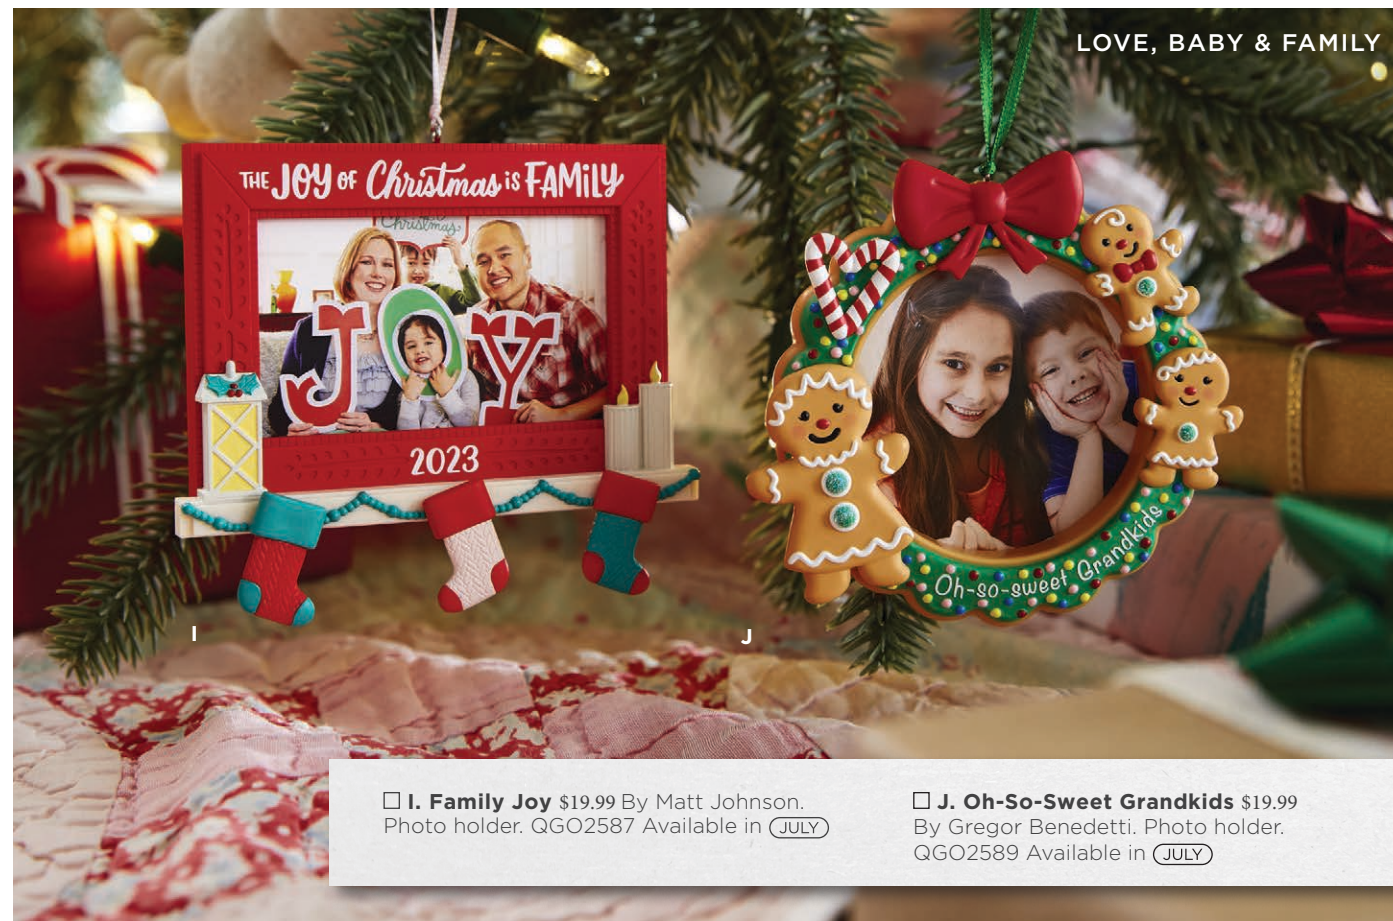 LOVE, BABY & FAMILY
THE JOY OF Christmas IS FAMiLY
Christmas
JOY
2023
Oh-so-sweet Grandkids
I
J
☐ I. Family Joy $19.99 By Matt Johnson.
Photo holder. QGO2587 Available in JULY
☐ J. Oh-So-Sweet Grandkids $19.99
By Gregor Benedetti. Photo holder.
QGO2589 Available in JULY